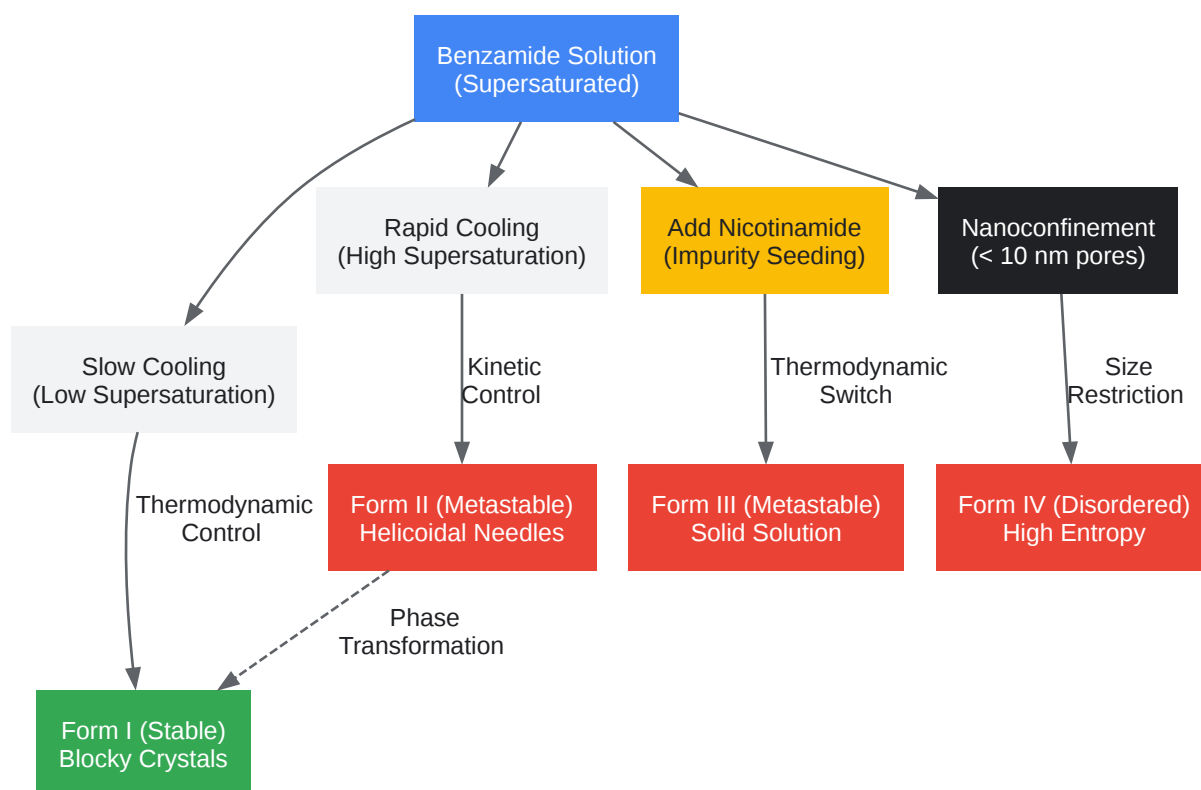 Benzamide Solution
(Supersaturated)
Rapid Cooling
(High Supersaturation)
Add Nicotinamide
(Impurity Seeding)
Nanoconfinement
(< 10 nm pores)
Slow Cooling
(Low Supersaturation)
Kinetic
Control
Thermodynamic
Switch
Size
Restriction
Thermodynamic
Control
Form II (Metastable)
Helicoidal Needles
Form III (Metastable)
Solid Solution
Form IV (Disordered)
High Entropy
Phase
Transformation
Form I (Stable)
Blocky Crystals